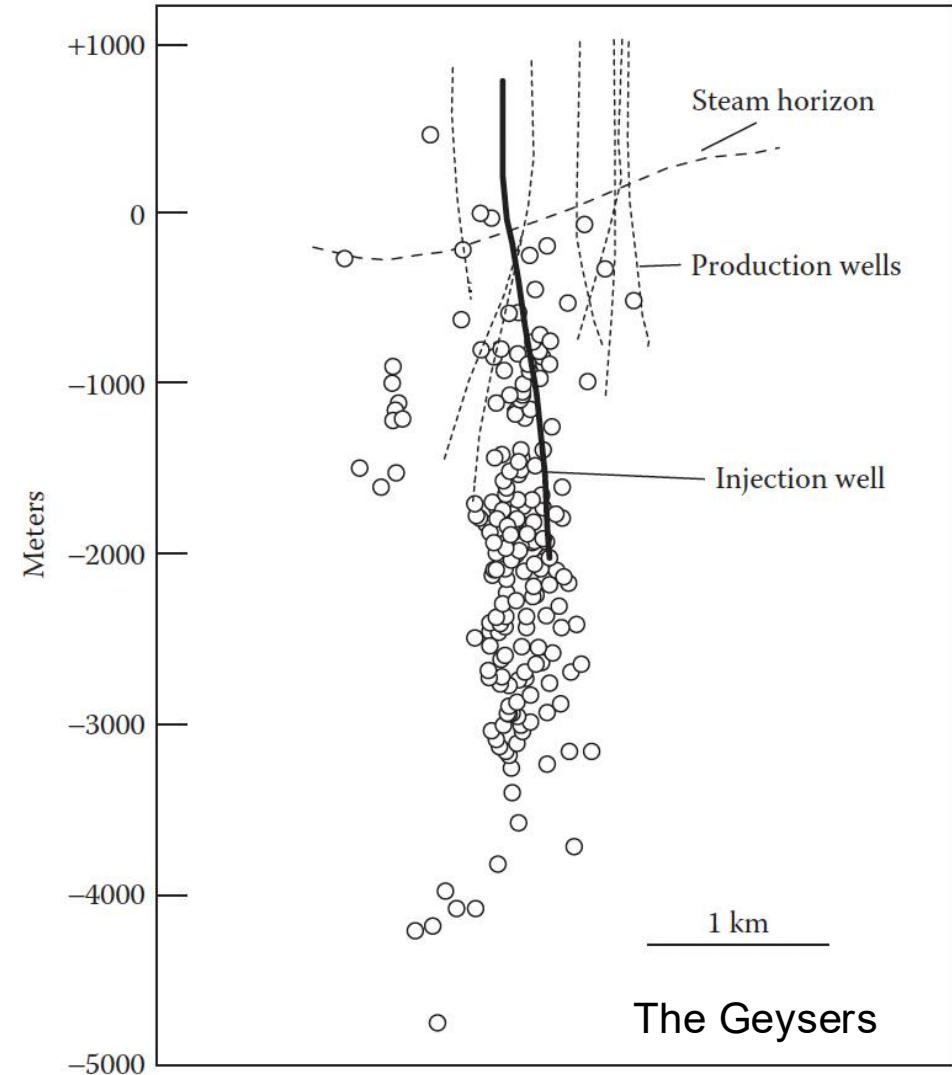 +1000
Steam horizon
0
Production wells
−1000
Injection well
Meters
−2000
−3000
−4000
1 km
The Geysers
−5000